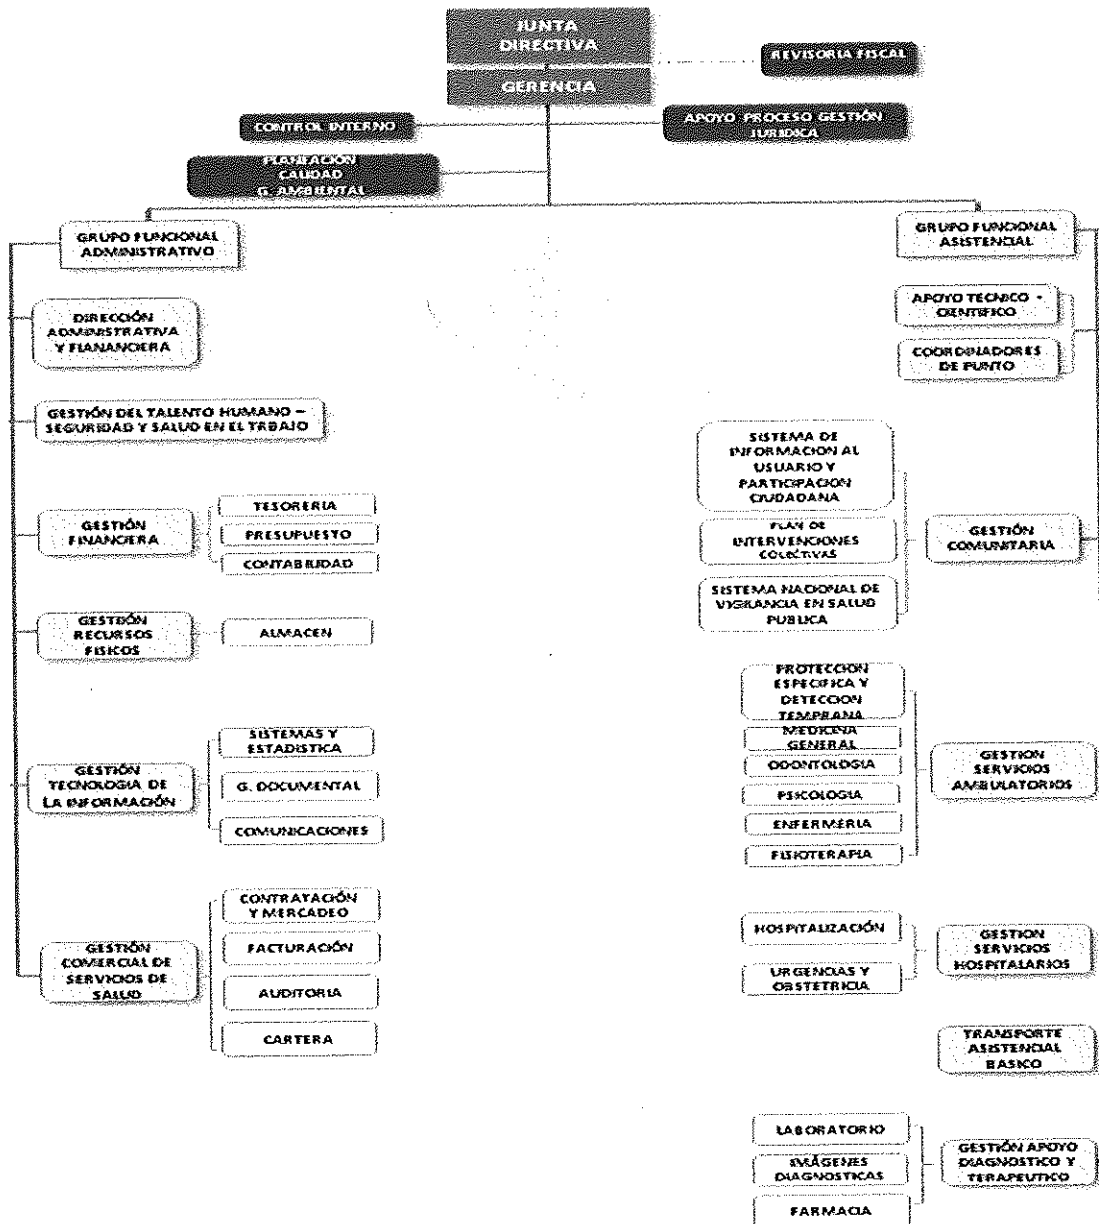 JUNTA
DIRECTIVA
REVISORIA FISCAL
GERENCIA
CONTROL INTERNO
APOYO PROCESO GESTIÓN
JURIDICA
PLANEACIÓN
CALIDAD
G. AMBIENTAL
GRUPO FUNCIONAL
ADMINISTRATIVO
DIRECCIÓN
ADMINISTRATIVA
Y FIANANCIERA
GESTIÓN DEL TALENTO HUMANO –
SEGURIDAD Y SALUD EN EL TRBAJO
GESTIÓN
FINANCIERA
TESORERIA
PRESUPUESTO
CONTABILIDAD
GESTIÓN
RECURSOS
FISICOS
ALMACEN
GESTIÓN
TECNOLOGIA DE
LA INFORMACIÓN
SISTEMAS Y
ESTADISTICA
G. DOCUMENTAL
COMUNICACIONES
GESTIÓN
COMERCIAL DE
SERVICIOS DE
SALUD
CONTRATACIÓN
Y MERCADEO
FACTURACIÓN
AUDITORIA
CARTERA
GRUPO FUNCIONAL
ASISTENCIAL
APOYO TECNICO -
CIENTIFICO
COORDINADORES
DE PUNTO
GESTIÓN
COMUNITARIA
SISTEMA DE
INFORMACION AL
USUARIO Y
PARTICIPACION
CIUDADANA
PLAN DE
INTERVENCIONES
COLECTIVAS
SISTEMA NACIONAL DE
VIGILANCIA EN SALUD
PUBLICA
GESTION
SERVICIOS
AMBULATORIOS
PROTECCION
ESPECIFICA Y
DETECCION
TEMPRANA
MEDICINA
GENERAL
ODONTOLOGIA
PSICOLOGIA
ENFERMERIA
FISIOTERAPIA
GESTION
SERVICIOS
HOSPITALARIOS
HOSPITALIZACIÓN
URGENCIAS Y
OBSTETRICIA
TRANSPORTE
ASISTENCIAL
BASICO
GESTIÓN APOYO
DIAGNOSTICO Y
TERAPEUTICO
LABORATORIO
IMÁGENES
DIAGNOSTICAS
FARMACIA